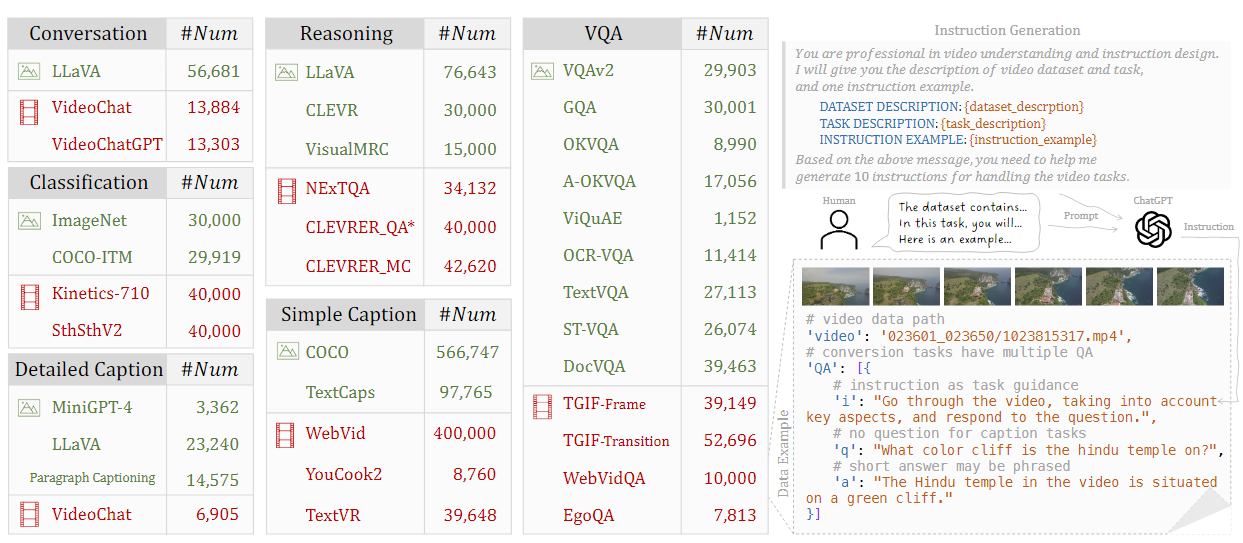 Conversation #Num
LLaVA 56,681
VideoChat 13,884
VideoChatGPT 13,303
Classification #Num
ImageNet 30,000
COCO-ITM 29,919
Kinetics-710 40,000
SthSthV2 40,000
Detailed Caption #Num
MiniGPT-4 3,362
LLaVA 23,240
Paragraph Captioning 14,575
VideoChat 6,905
Reasoning #Num
LLaVA 76,643
CLEVR 30,000
VisualMRC 15,000
NExTQA 34,132
CLEVRER_QA* 40,000
CLEVRER_MC 42,620
Simple Caption #Num
COCO 566,747
TextCaps 97,765
WebVid 400,000
YouCook2 8,760
TextVR 39,648
VQA #Num
VQAv2 29,903
GQA 30,001
OKVQA 8,990
A-OKVQA 17,056
ViQuAE 1,152
OCR-VQA 11,414
TextVQA 27,113
ST-VQA 26,074
DocVQA 39,463
TGIF-Frame 39,149
TGIF-Transition 52,696
WebVidQA 10,000
EgoQA 7,813
Instruction Generation
You are professional in video understanding and instruction design.
I will give you the description of video dataset and task,
and one instruction example.
DATASET DESCRIPTION: {dataset_descrption}
TASK DESCRIPTION: {task_description}
INSTRUCTION EXAMPLE: {instruction_example}
Based on the above message, you need to help me
generate 10 instructions for handling the video tasks.
Human
The dataset contains...
In this task, you will...
Here is an example...
Prompt
ChatGPT
Instruction
Data Example
# video data path
'video': '023601_023650/1023815317.mp4',
# conversion tasks have multiple QA
'QA': [{
# instruction as task guidance
'i': "Go through the video, taking into account
key aspects, and respond to the question.",
# no question for caption tasks
'q': "What color cliff is the hindu temple on?",
# short answer may be phrased
'a': "The Hindu temple in the video is situated
on a green cliff."
}]